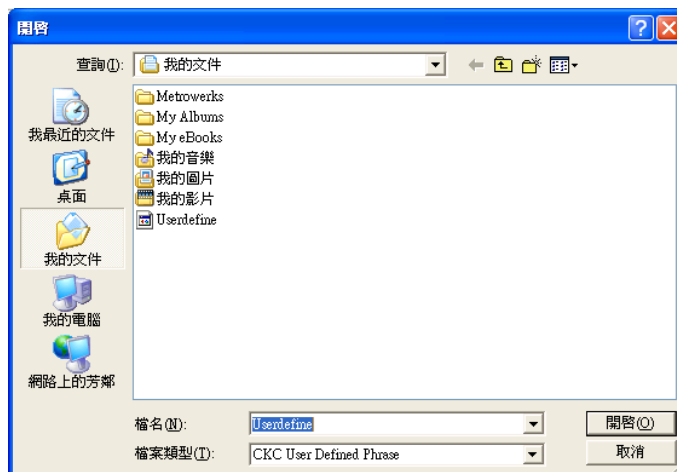 開啓
查詢(I): 我的文件
我最近的文件
桌面
我的文件
我的電腦
網路上的芳鄰
Metrowerks
My Albums
My eBooks
我的音樂
我的圖片
我的影片
Userdefine
檔名(N): Userdefine 開啓(O)
檔案類型(T): CKC User Defined Phrase 取消